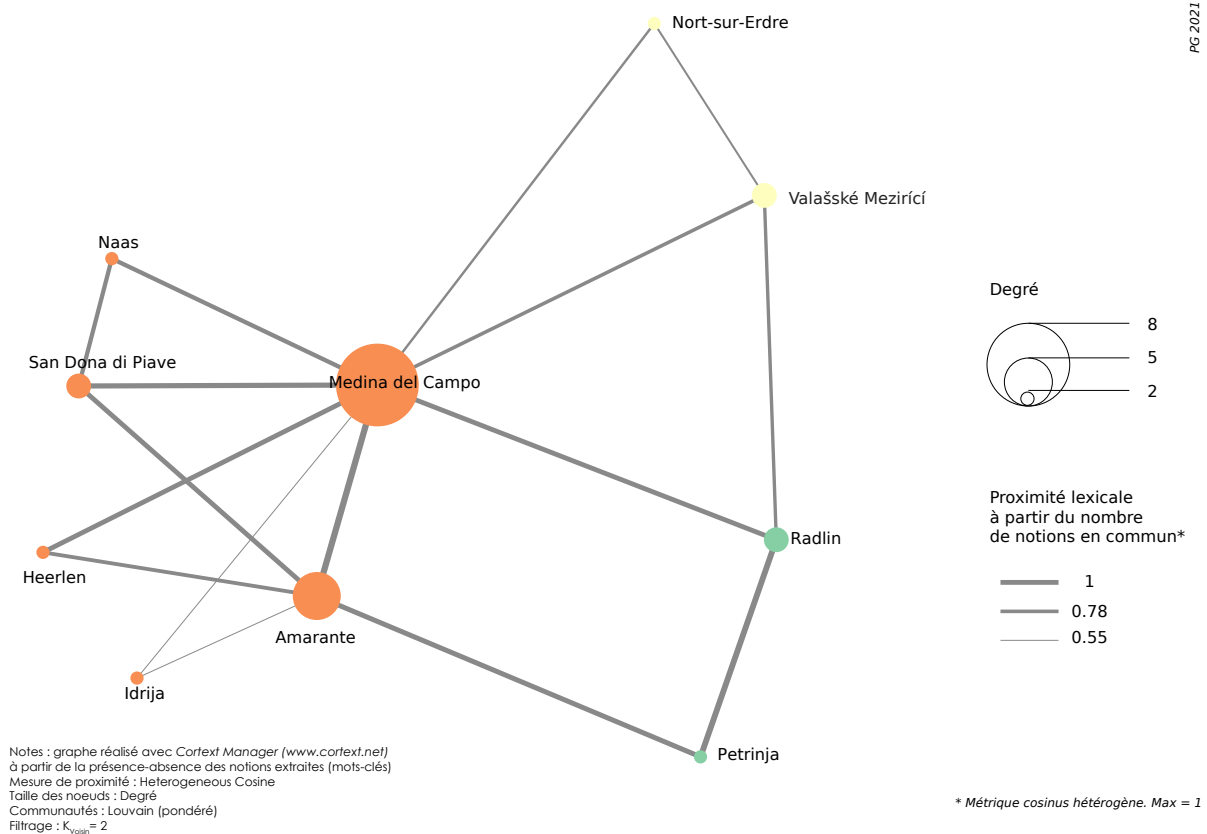 PG 2021
Nort-sur-Erdre
Valašské Mezirící
Naas
San Dona di Piave
Medina del Campo
Degré
8
5
2
Proximité lexicale
à partir du nombre
de notions en commun*
1
0.78
0.55
Radlin
Heerlen
Amarante
Idrija
Petrinja
Notes : graphe réalisé avec Cortext Manager (www.cortext.net)
à partir de la présence-absence des notions extraites (mots-clés)
Mesure de proximité : Heterogeneous Cosine
Taille des noeuds : Degré
Communautés : Louvain (pondéré)
Filtrage : K Voisin = 2
* Métrique cosinus hétérogène. Max = 1